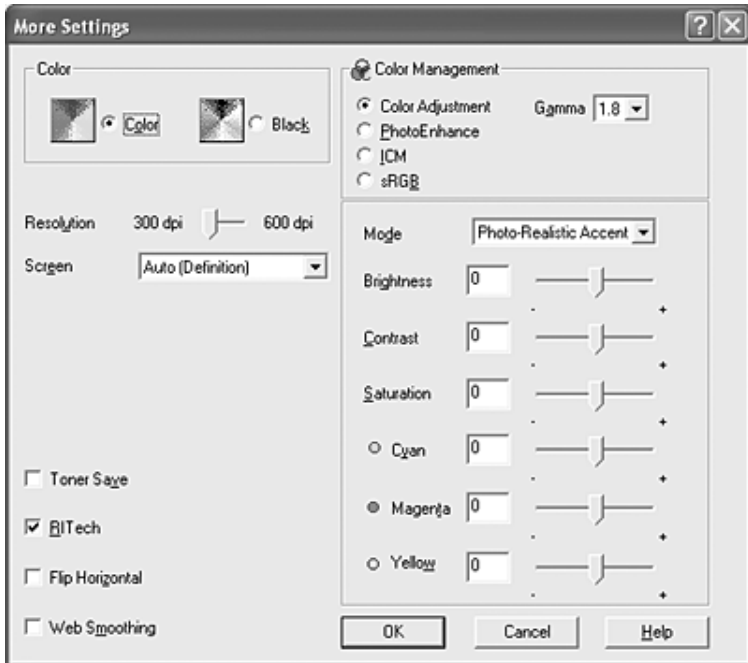 More Settings
Color
Color
Black
Resolution 300 dpi 600 dpi
Screen Auto (Definition)
Toner Save
RITech
Flip Horizontal
Web Smoothing
Color Management
Color Adjustment
PhotoEnhance
ICM
sRGB
Gamma 1.8
Mode Photo-Realistic Accent
Brightness 0
- +
Contrast 0
- +
Saturation 0
- +
Cyan 0
- +
Magenta 0
- +
Yellow 0
- +
OK Cancel Help